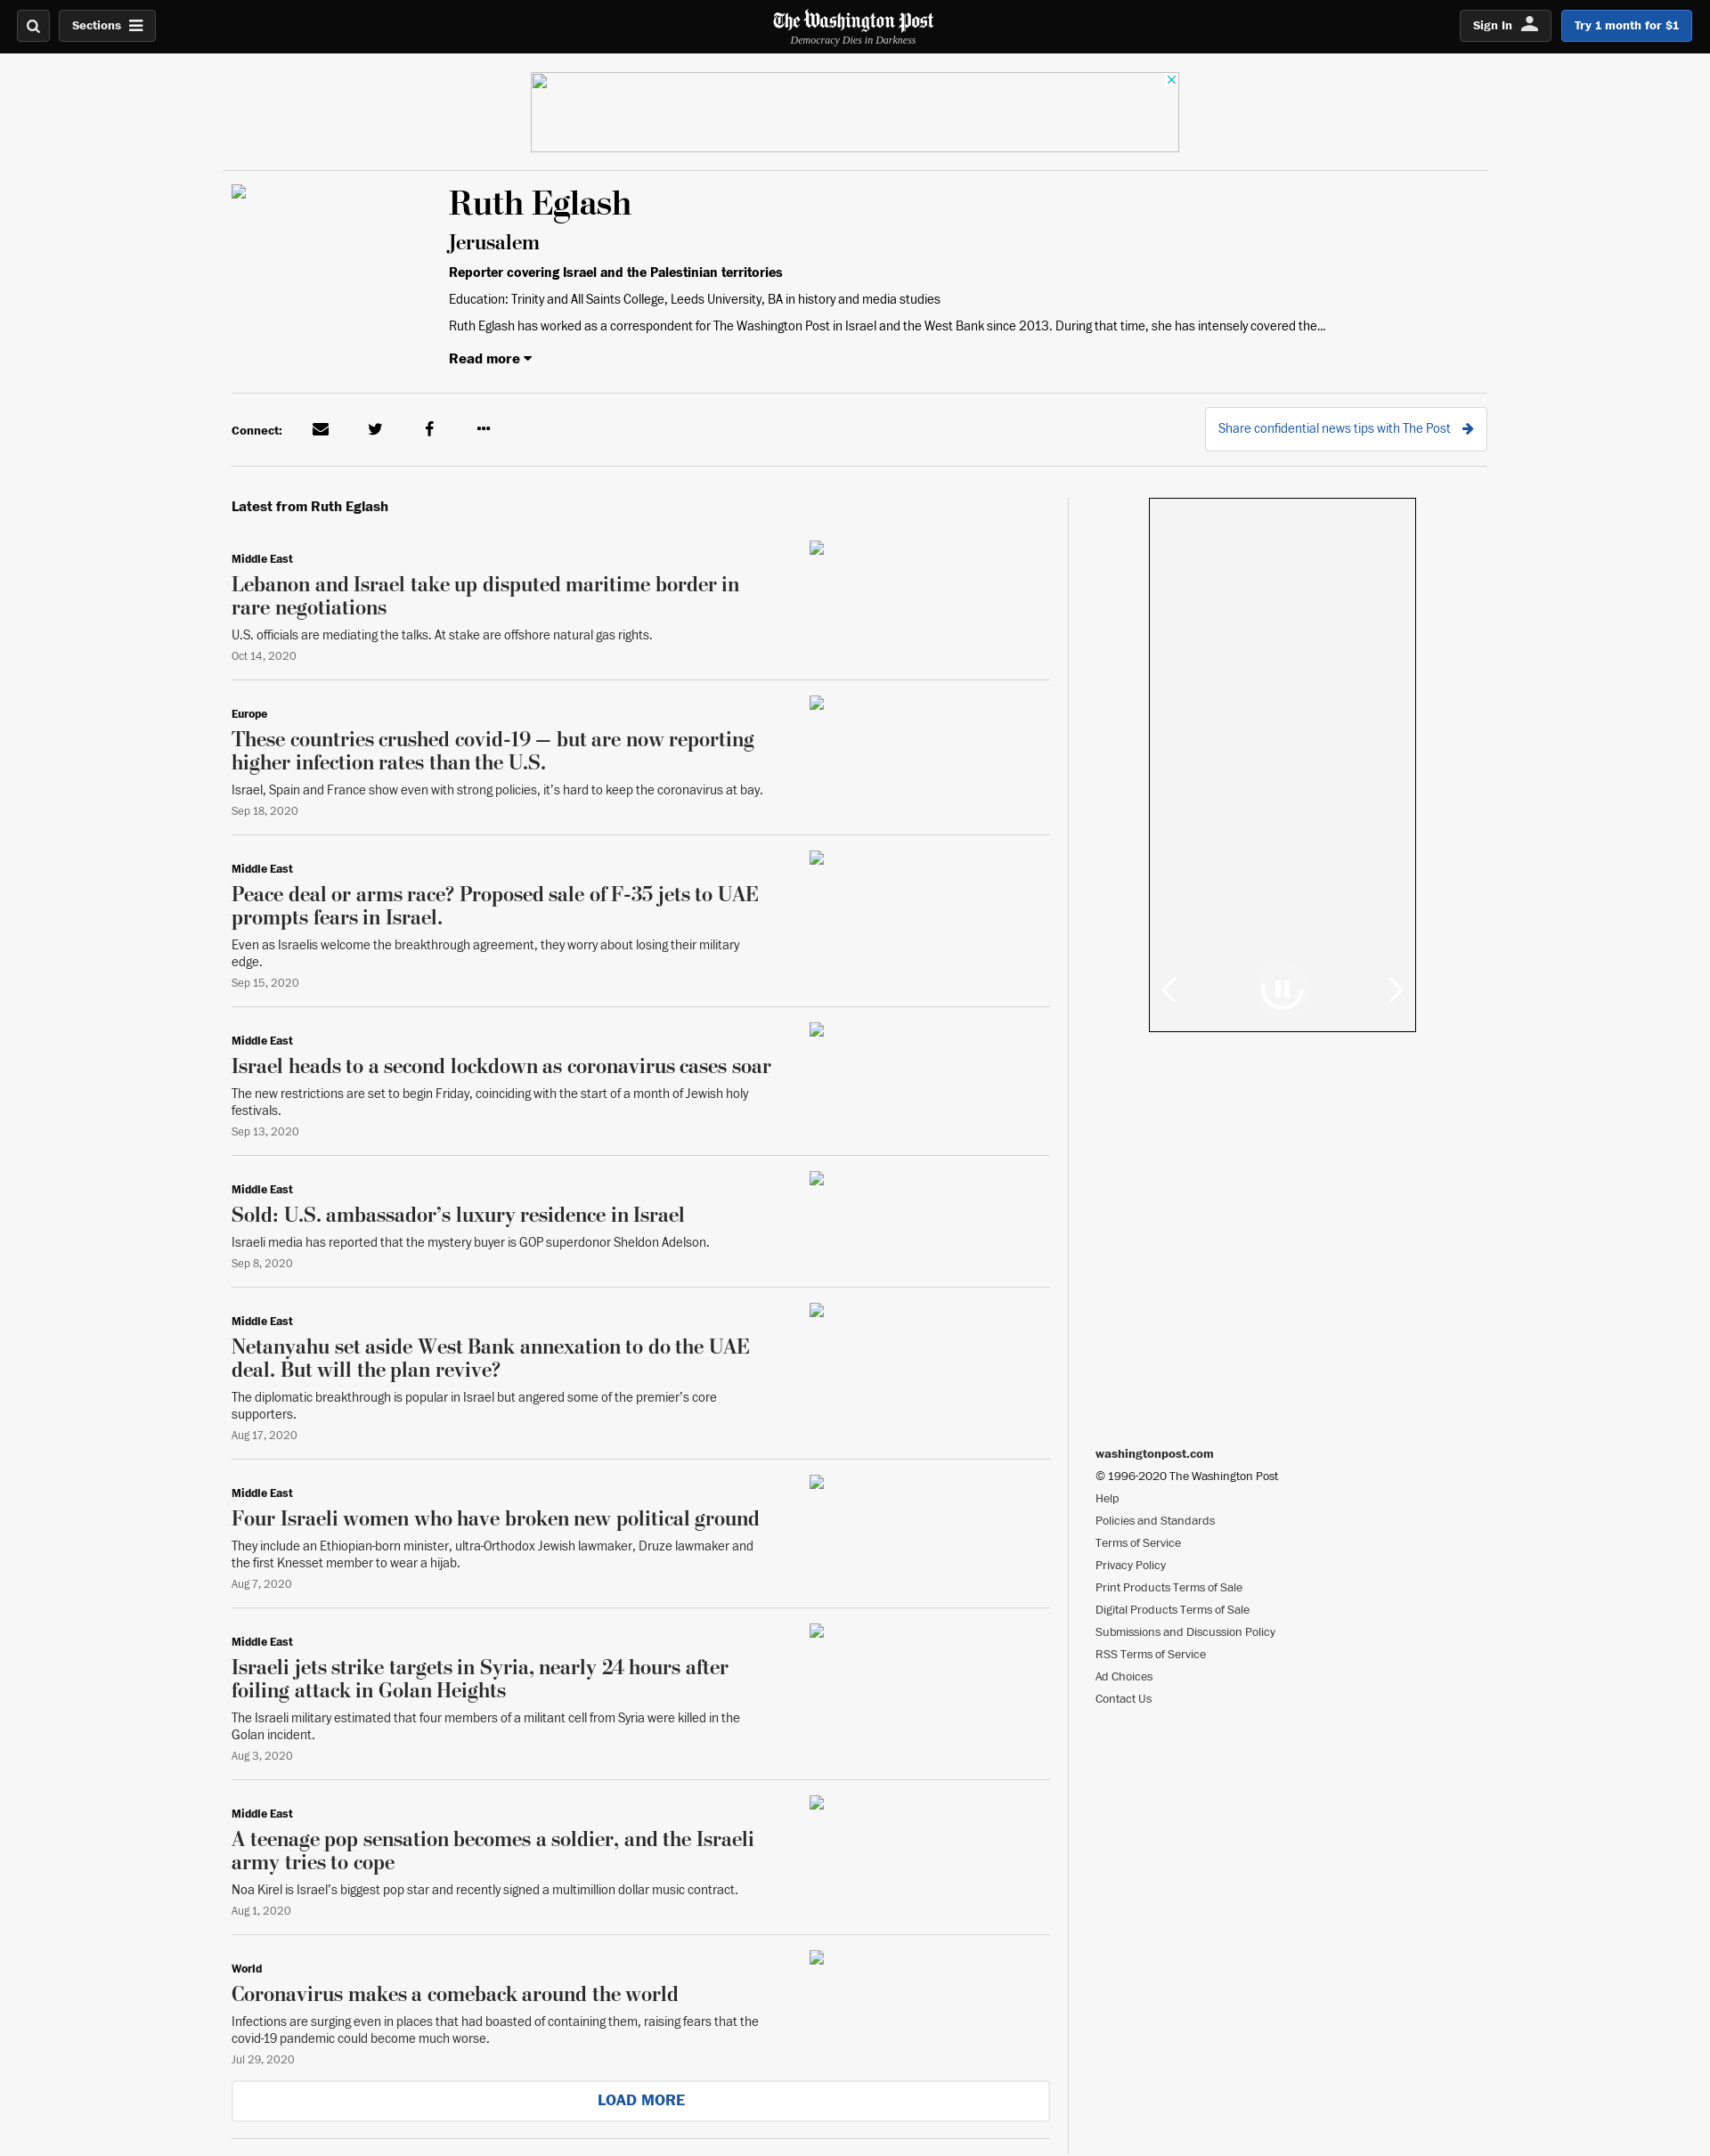 Sections
The Washington Post
Democracy Dies in Darkness
Sign In
Try 1 month for $1
Ruth Eglash
Jerusalem
Reporter covering Israel and the Palestinian territories
Education: Trinity and All Saints College, Leeds University, BA in history and media studies
Ruth Eglash has worked as a correspondent for The Washington Post in Israel and the West Bank since 2013. During that time, she has intensely covered the...
Read more
Connect:
Share confidential news tips with The Post
Latest from Ruth Eglash
Middle East
Lebanon and Israel take up disputed maritime border in
rare negotiations
U.S. officials are mediating the talks. At stake are offshore natural gas rights.
Oct 14, 2020
Europe
These countries crushed covid-19 — but are now reporting
higher infection rates than the U.S.
Israel, Spain and France show even with strong policies, it’s hard to keep the coronavirus at bay.
Sep 18, 2020
Middle East
Peace deal or arms race? Proposed sale of F-35 jets to UAE
prompts fears in Israel.
Even as Israelis welcome the breakthrough agreement, they worry about losing their military
edge.
Sep 15, 2020
Middle East
Israel heads to a second lockdown as coronavirus cases soar
The new restrictions are set to begin Friday, coinciding with the start of a month of Jewish holy
festivals.
Sep 13, 2020
Middle East
Sold: U.S. ambassador’s luxury residence in Israel
Israeli media has reported that the mystery buyer is GOP superdonor Sheldon Adelson.
Sep 8, 2020
Middle East
Netanyahu set aside West Bank annexation to do the UAE
deal. But will the plan revive?
The diplomatic breakthrough is popular in Israel but angered some of the premier’s core
supporters.
Aug 17, 2020
Middle East
Four Israeli women who have broken new political ground
They include an Ethiopian-born minister, ultra-Orthodox Jewish lawmaker, Druze lawmaker and
the first Knesset member to wear a hijab.
Aug 7, 2020
Middle East
Israeli jets strike targets in Syria, nearly 24 hours after
foiling attack in Golan Heights
The Israeli military estimated that four members of a militant cell from Syria were killed in the
Golan incident.
Aug 3, 2020
Middle East
A teenage pop sensation becomes a soldier, and the Israeli
army tries to cope
Noa Kirel is Israel’s biggest pop star and recently signed a multimillion dollar music contract.
Aug 1, 2020
World
Coronavirus makes a comeback around the world
Infections are surging even in places that had boasted of containing them, raising fears that the
covid-19 pandemic could become much worse.
Jul 29, 2020
LOAD MORE
washingtonpost.com
© 1996-2020 The Washington Post
Help
Policies and Standards
Terms of Service
Privacy Policy
Print Products Terms of Sale
Digital Products Terms of Sale
Submissions and Discussion Policy
RSS Terms of Service
Ad Choices
Contact Us